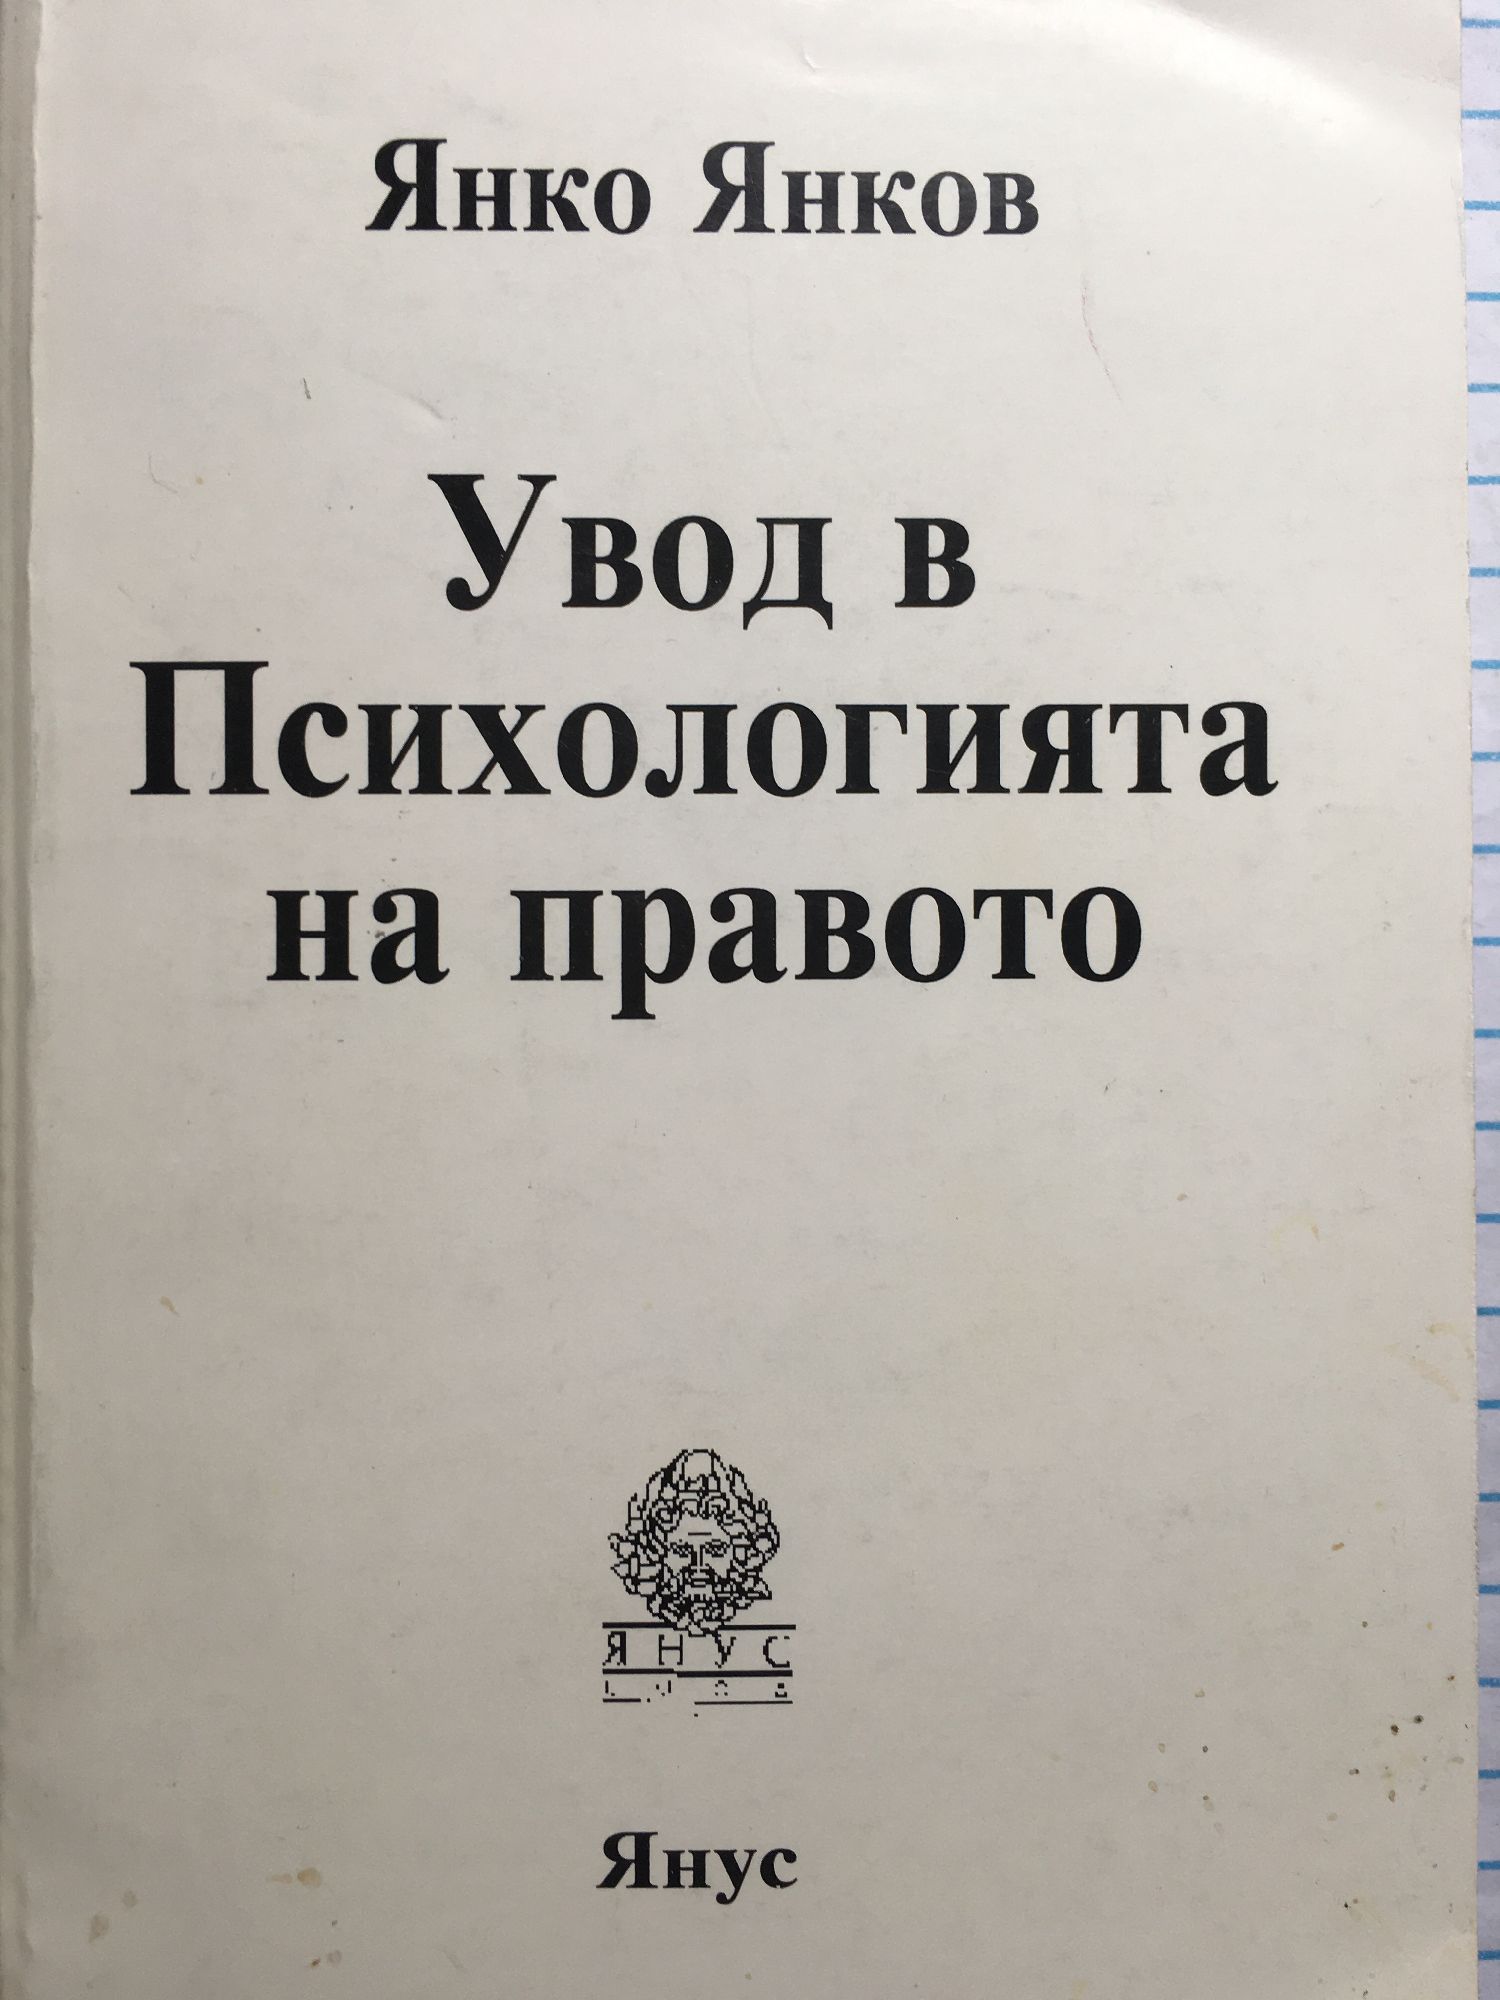 Янко Янков
Увод в
Психологията
на правото
ЯНУС
Янус